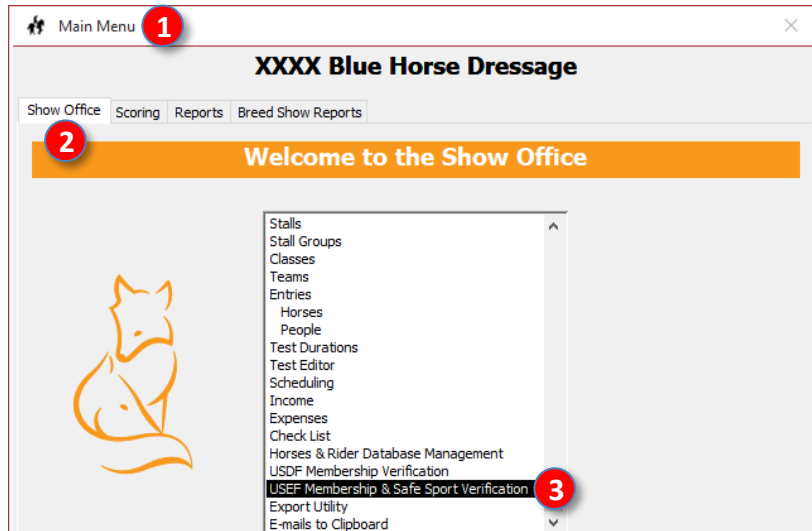 Main Menu 1
XXXX Blue Horse Dressage
Show Office Scoring Reports Breed Show Reports
2
Welcome to the Show Office
Stalls
Stall Groups
Classes
Teams
Entries
Horses
People
Test Durations
Test Editor
Scheduling
Income
Expenses
Check List
Horses & Rider Database Management
USDF Membership Verification
USEF Membership & Safe Sport Verification 3
Export Utility
E-mails to Clipboard